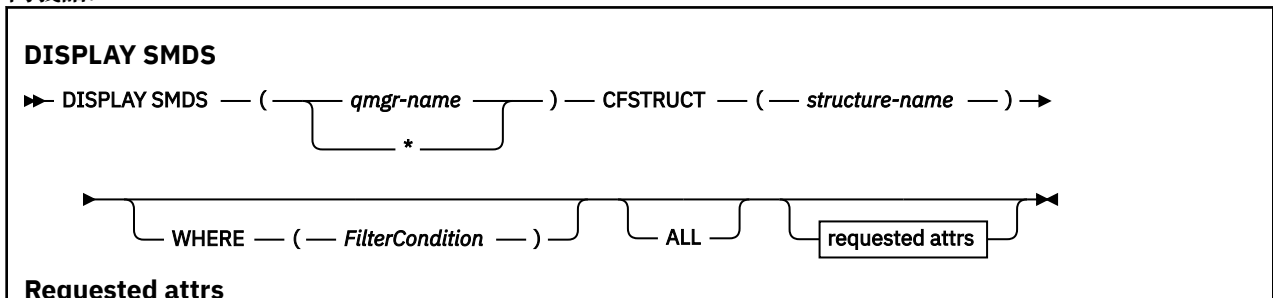 DISPLAY SMDS
DISPLAY SMDS ( qmgr-name ) CFSTRUCT ( structure-name )
*
WHERE ( FilterCondition ) ALL requested attrs
Requested attrs